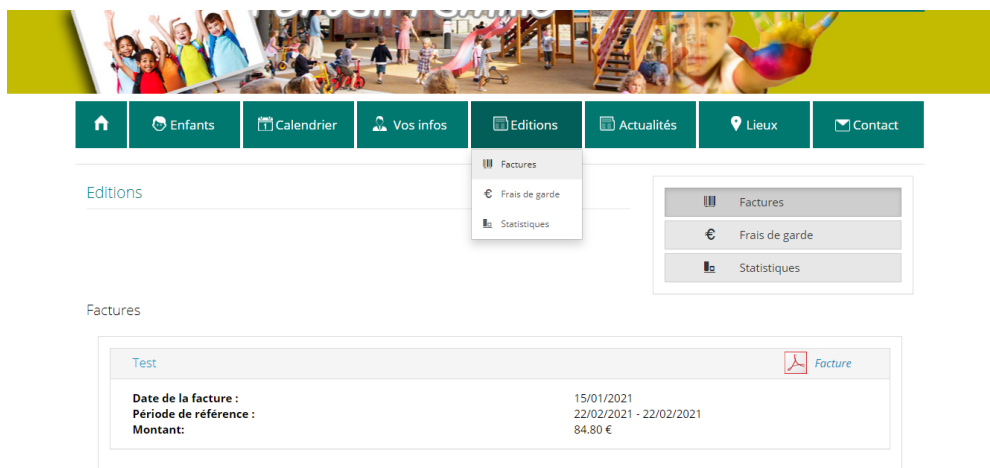 Enfants
Calendrier
Vos infos
Editions
Actualités
Lieux
Contact
Factures
Frais de garde
Statistiques
Editions
Factures
Frais de garde
Statistiques
Factures
Test
Facture
Date de la facture : 15/01/2021
Période de référence : 22/02/2021 - 22/02/2021
Montant: 84.80 €